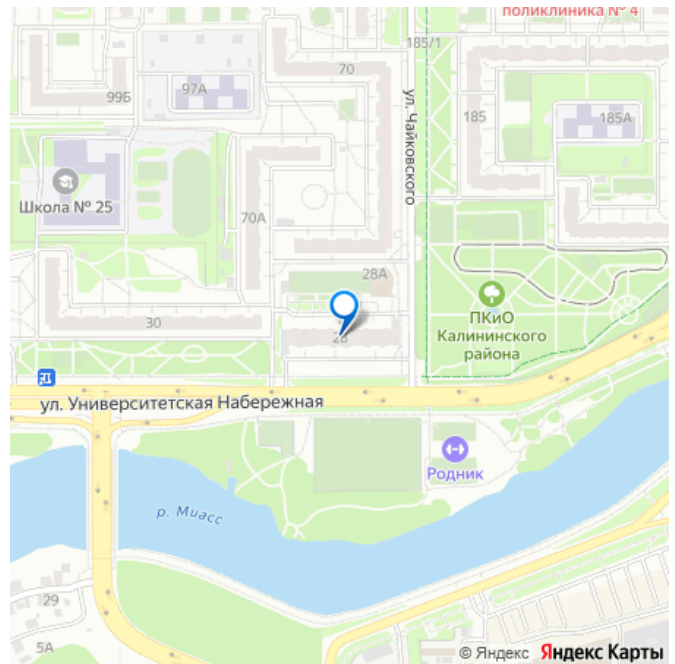 поликлиника № 4
185/1
70
99Б
97А
185
185А
ул. Чайковского
Школа № 25
70А
28А
ПКиО
Калининского
района
30
28
ул. Университетская Набережная
Родник
р. Миасс
29
5А
© Яндекс Яндекс Карты